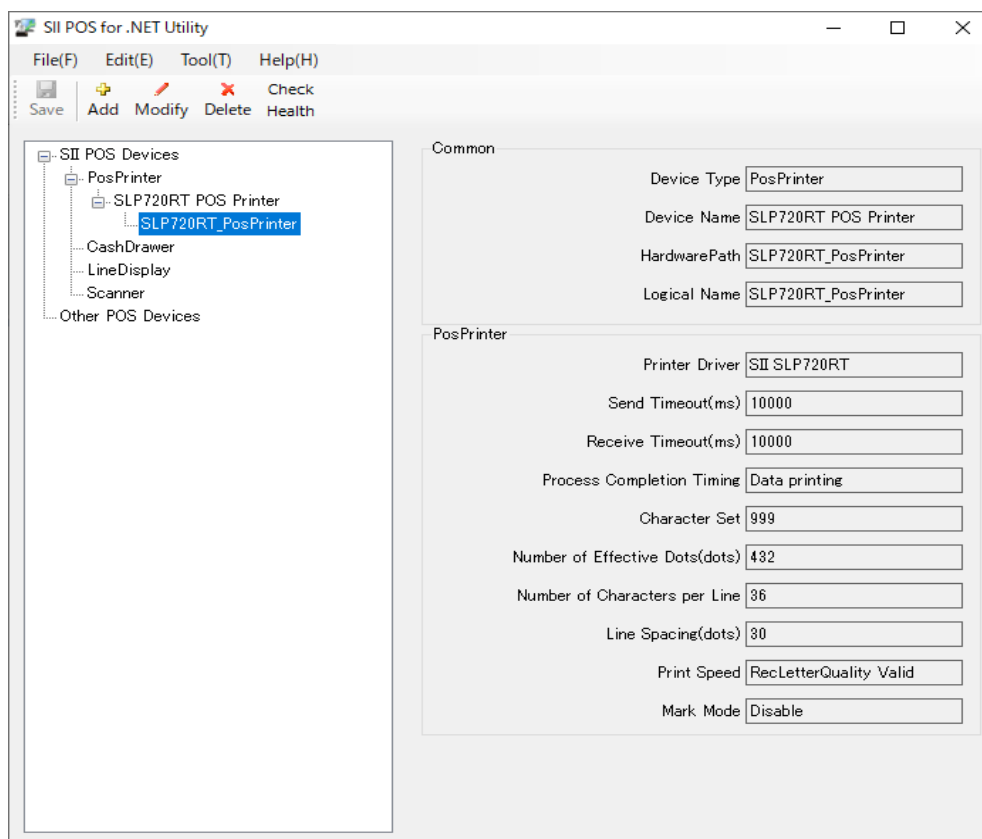 SII POS for .NET Utility
File(F) Edit(E) Tool(T) Help(H)
Save Add Modify Delete Check Health
SII POS Devices
PosPrinter
SLP720RT POS Printer
SLP720RT_PosPrinter
CashDrawer
LineDisplay
Scanner
Other POS Devices
Common
Device Type PosPrinter
Device Name SLP720RT POS Printer
HardwarePath SLP720RT_PosPrinter
Logical Name SLP720RT_PosPrinter
PosPrinter
Printer Driver SII SLP720RT
Send Timeout(ms) 10000
Receive Timeout(ms) 10000
Process Completion Timing Data printing
Character Set 999
Number of Effective Dots(dots) 432
Number of Characters per Line 36
Line Spacing(dots) 30
Print Speed RecLetterQuality Valid
Mark Mode Disable